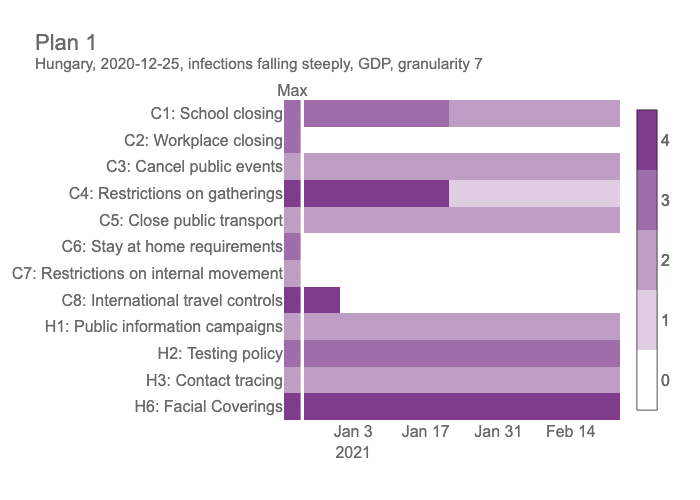 Plan 1
Hungary, 2020-12-25, infections falling steeply, GDP, granularity 7
Max
C1: School closing
C2: Workplace closing
C3: Cancel public events
C4: Restrictions on gatherings
C5: Close public transport
C6: Stay at home requirements
C7: Restrictions on internal movement
C8: International travel controls
H1: Public information campaigns
H2: Testing policy
H3: Contact tracing
H6: Facial Coverings
Jan 3 Jan 17 Jan 31 Feb 14
2021
4
3
2
1
0